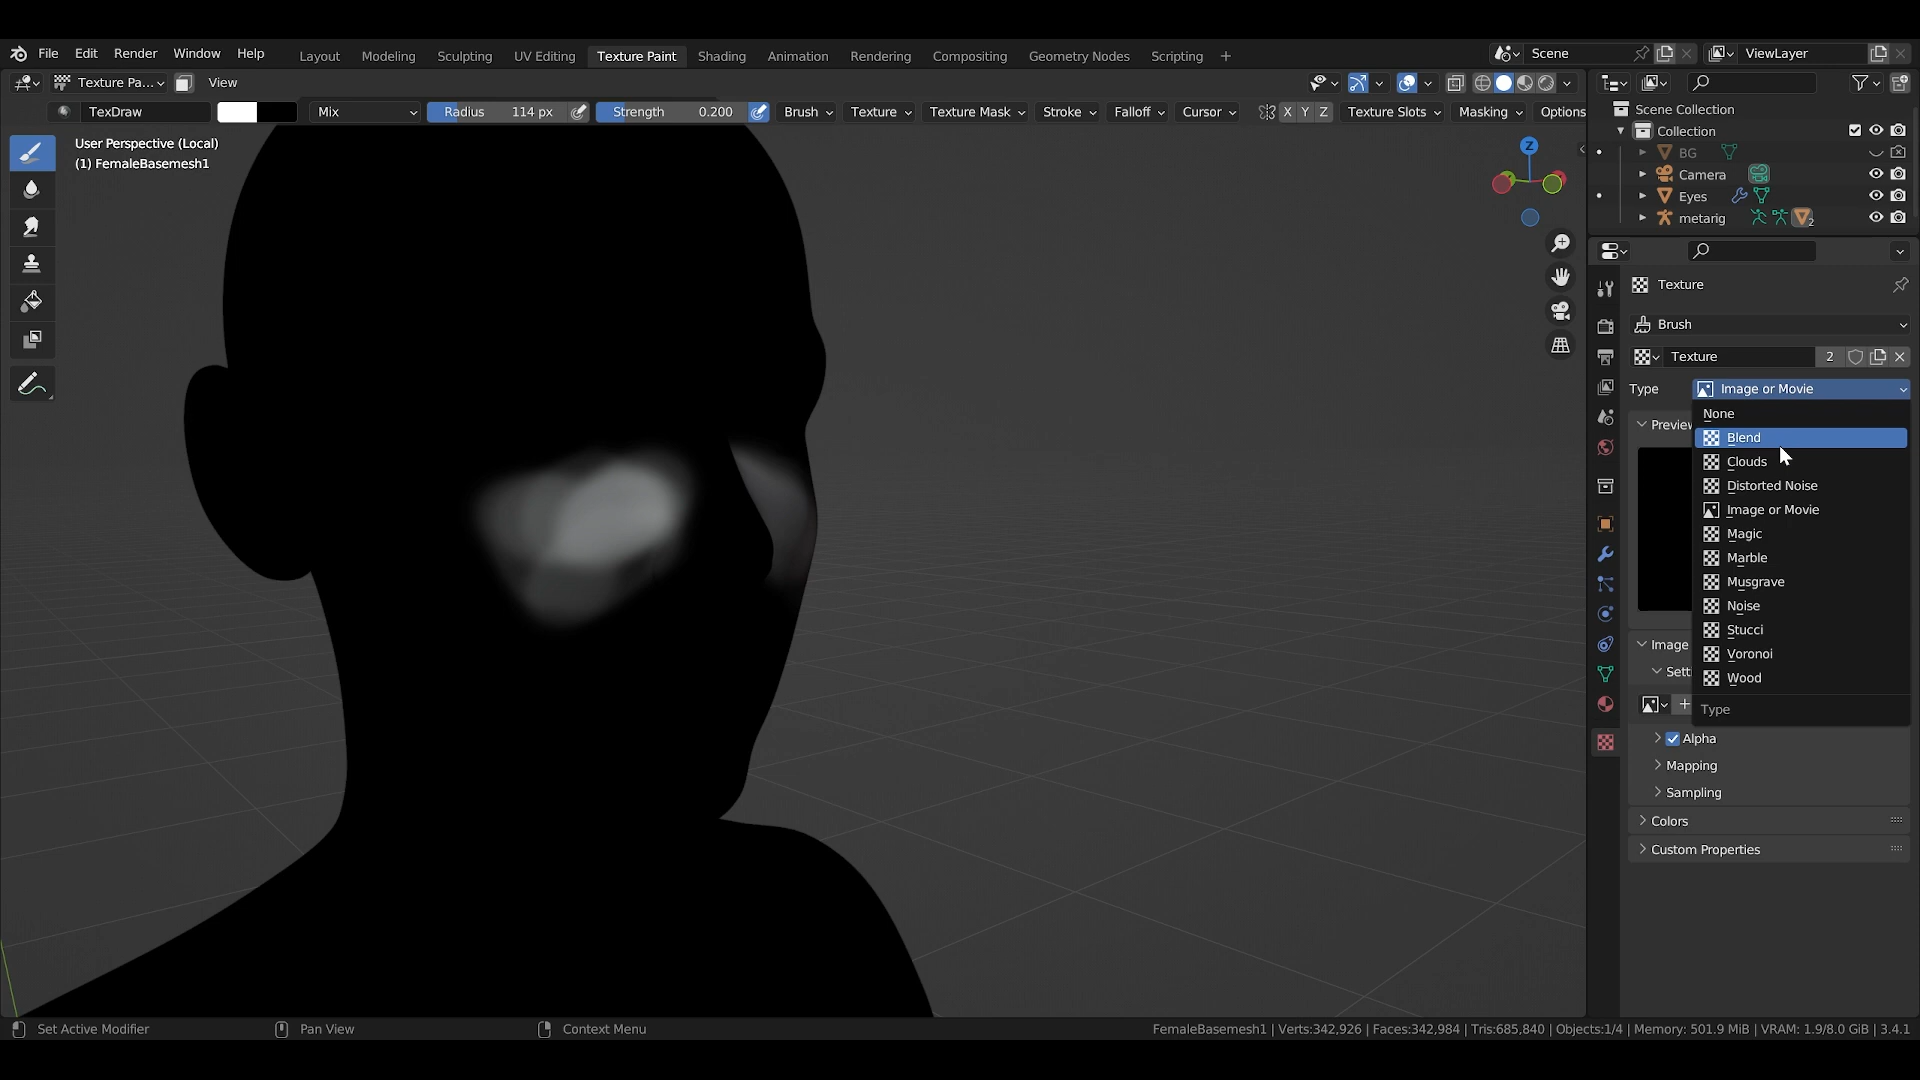 File Edit Render Window Help Layout Modeling Sculpting UV Editing Texture Paint Shading Animation Rendering Compositing Geometry Nodes Scripting + Scene ViewLayer
Texture Pa... View
TexDraw Mix Radius 114 px Strength 0.200 Brush Texture Texture Mask Stroke Falloff Cursor X Y Z Texture Slots Masking Options
User Perspective (Local)
(1) FemaleBasemesh1
Z
Scene Collection
Collection
BG
Camera
Eyes
metarig 2
Texture
Brush
Texture 2
Type Image or Movie
None
Preview
Blend
Clouds
Distorted Noise
Image or Movie
Magic
Marble
Musgrave
Noise
Stucci
Image
Voronoi
Setti
Wood
Type
Alpha
Mapping
Sampling
Colors
Custom Properties
Set Active Modifier Pan View Context Menu FemaleBasemesh1 | Verts:342,926 | Faces:342,984 | Tris:685,840 | Objects:1/4 | Memory: 501.9 MiB | VRAM: 1.9/8.0 GiB | 3.4.1